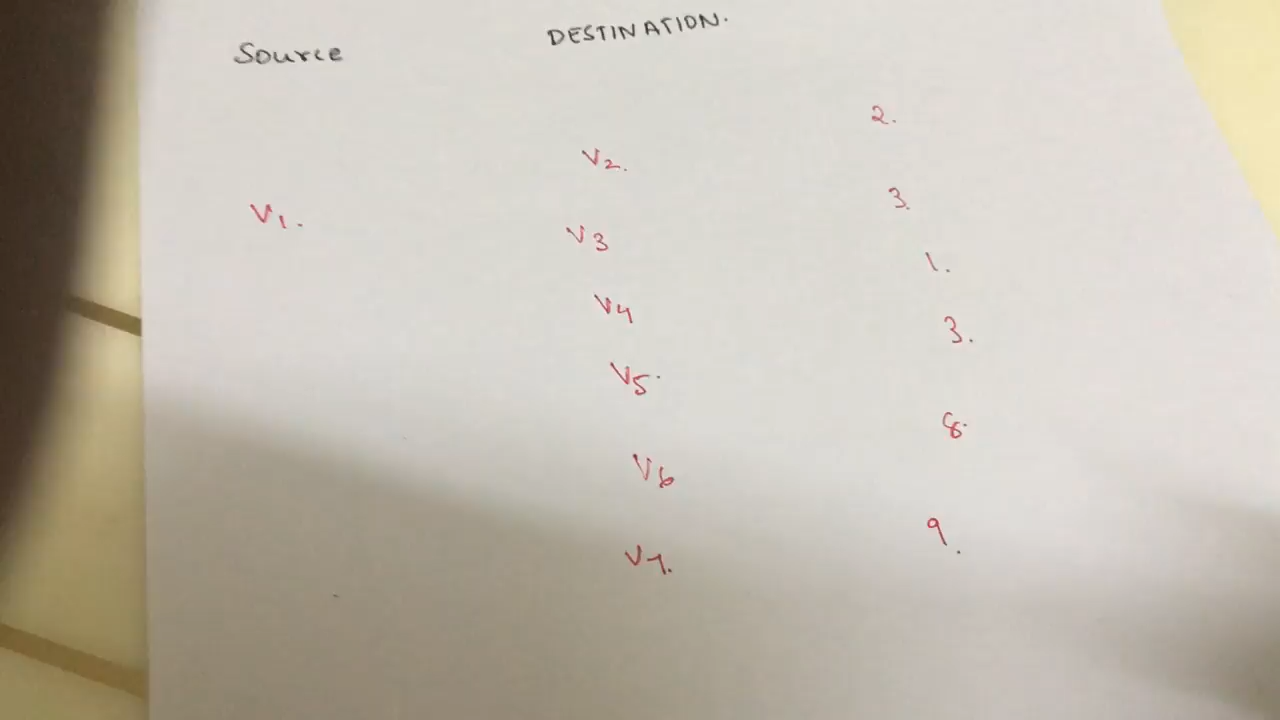 Source DESTINATION.
V2. 2.
V1.
V3 3.
V4 1.
V5. 3.
V6 8.
V7. 9.